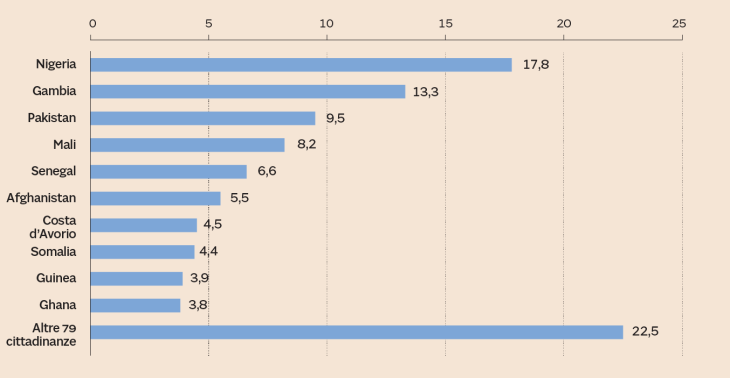 0 5 10 15 20 25
Nigeria 17,8
Gambia 13,3
Pakistan 9,5
Mali 8,2
Senegal 6,6
Afghanistan 5,5
Costa
d'Avorio 4,5
Somalia 4,4
Guinea 3,9
Ghana 3,8
Altre 79
cittadinanze 22,5